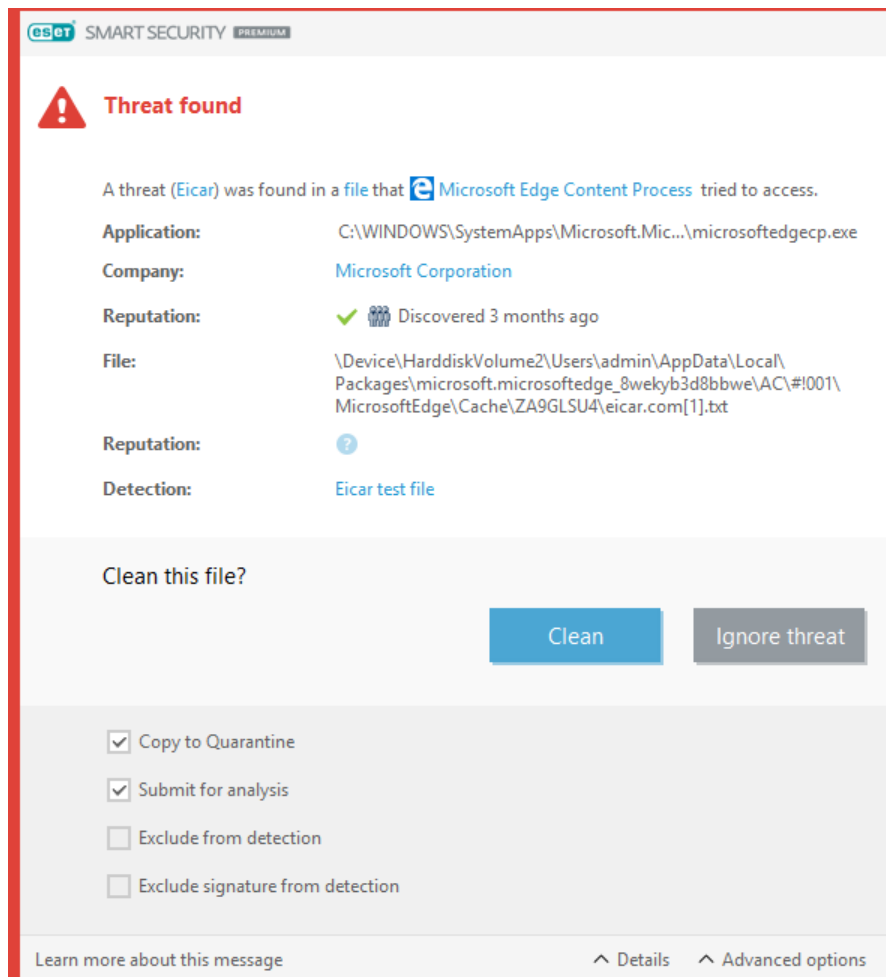 eset SMART SECURITY PREMIUM
Threat found
A threat (Eicar) was found in a file that Microsoft Edge Content Process tried to access.
Application: C:\WINDOWS\SystemApps\Microsoft.Mic...\microsoftedgecp.exe
Company: Microsoft Corporation
Reputation: Discovered 3 months ago
File: \Device\HarddiskVolume2\Users\admin\AppData\Local\
Packages\microsoft.microsoftedge_8wekyb3d8bbwe\AC\#!001\
MicrosoftEdge\Cache\ZA9GLSU4\eicar.com[1].txt
Reputation: ?
Detection: Eicar test file
Clean this file?
Clean Ignore threat
Copy to Quarantine
Submit for analysis
Exclude from detection
Exclude signature from detection
Learn more about this message Details Advanced options